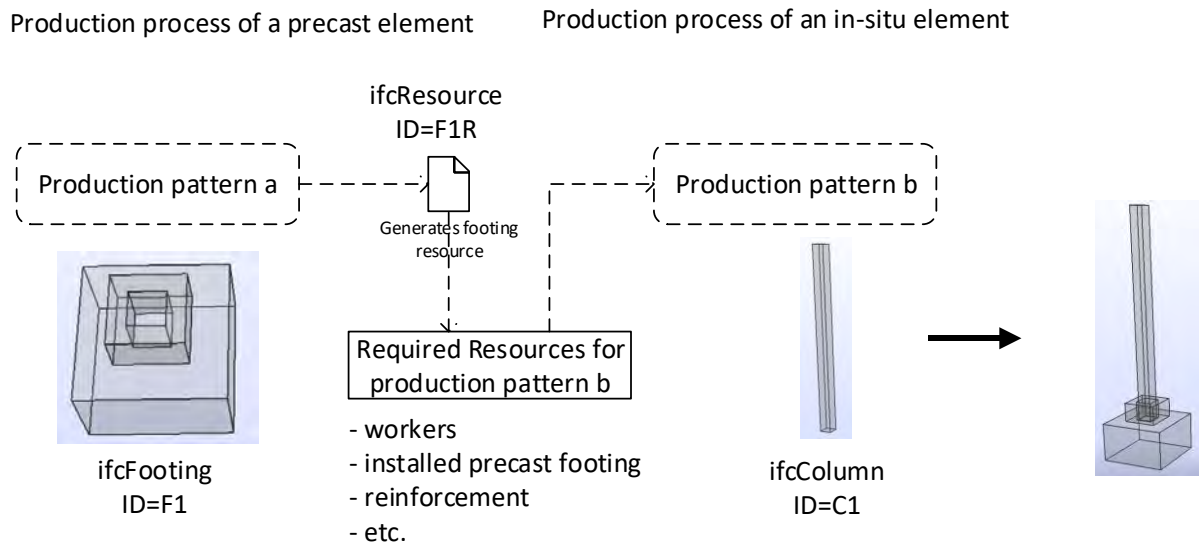 Production process of a precast element
Production process of an in-situ element
ifcResource
ID=F1R
Production pattern a
Production pattern b
Generates footing
resource
Required Resources for
production pattern b
- workers
- installed precast footing
- reinforcement
- etc.
ifcFooting
ID=F1
ifcColumn
ID=C1